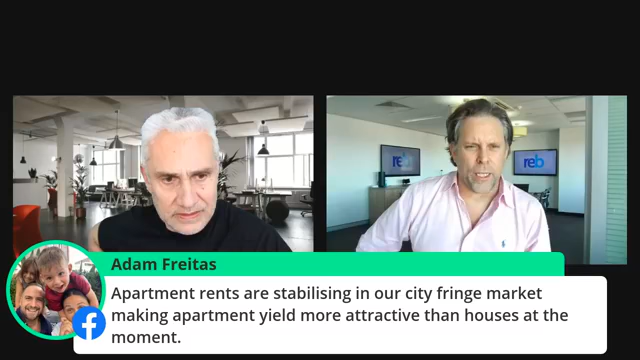 reb
reb
Adam Freitas
Apartment rents are stabilising in our city fringe market
making apartment yield more attractive than houses at the
moment.